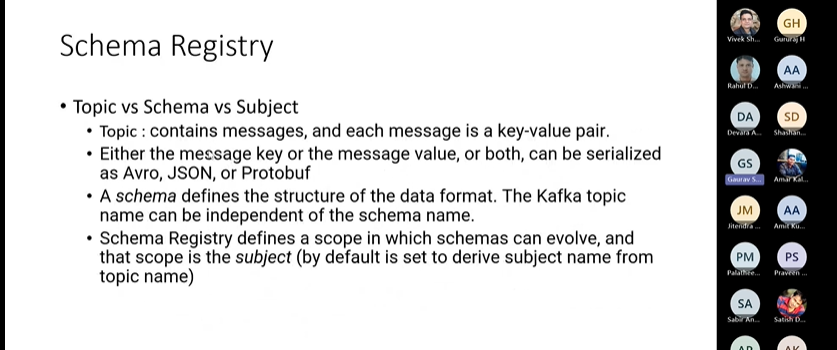 Schema Registry
• Topic vs Schema vs Subject
• Topic : contains messages, and each message is a key-value pair.
• Either the message key or the message value, or both, can be serialized
as Avro, JSON, or Protobuf
• A schema defines the structure of the data format. The Kafka topic
name can be independent of the schema name.
• Schema Registry defines a scope in which schemas can evolve, and
that scope is the subject (by default is set to derive subject name from
topic name)
GH
Vivek Sh...
Gururaj H
AA
Rahul D...
Ashwani ...
DA
SD
Devara A...
Shashan...
GS
Gaurav S...
Amar Kal...
JM
AA
Jitendra ...
Amit Ku...
PM
PS
Palathee...
Praveen ...
SA
Sabir An...
Satish D...
AK